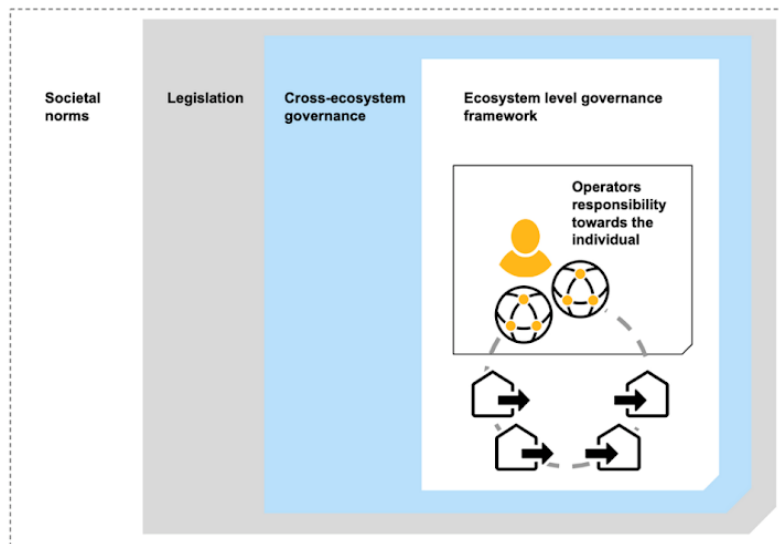 Societal
norms
Legislation
Cross-ecosystem
governance
Ecosystem level governance
framework
Operators
responsibility
towards the
individual